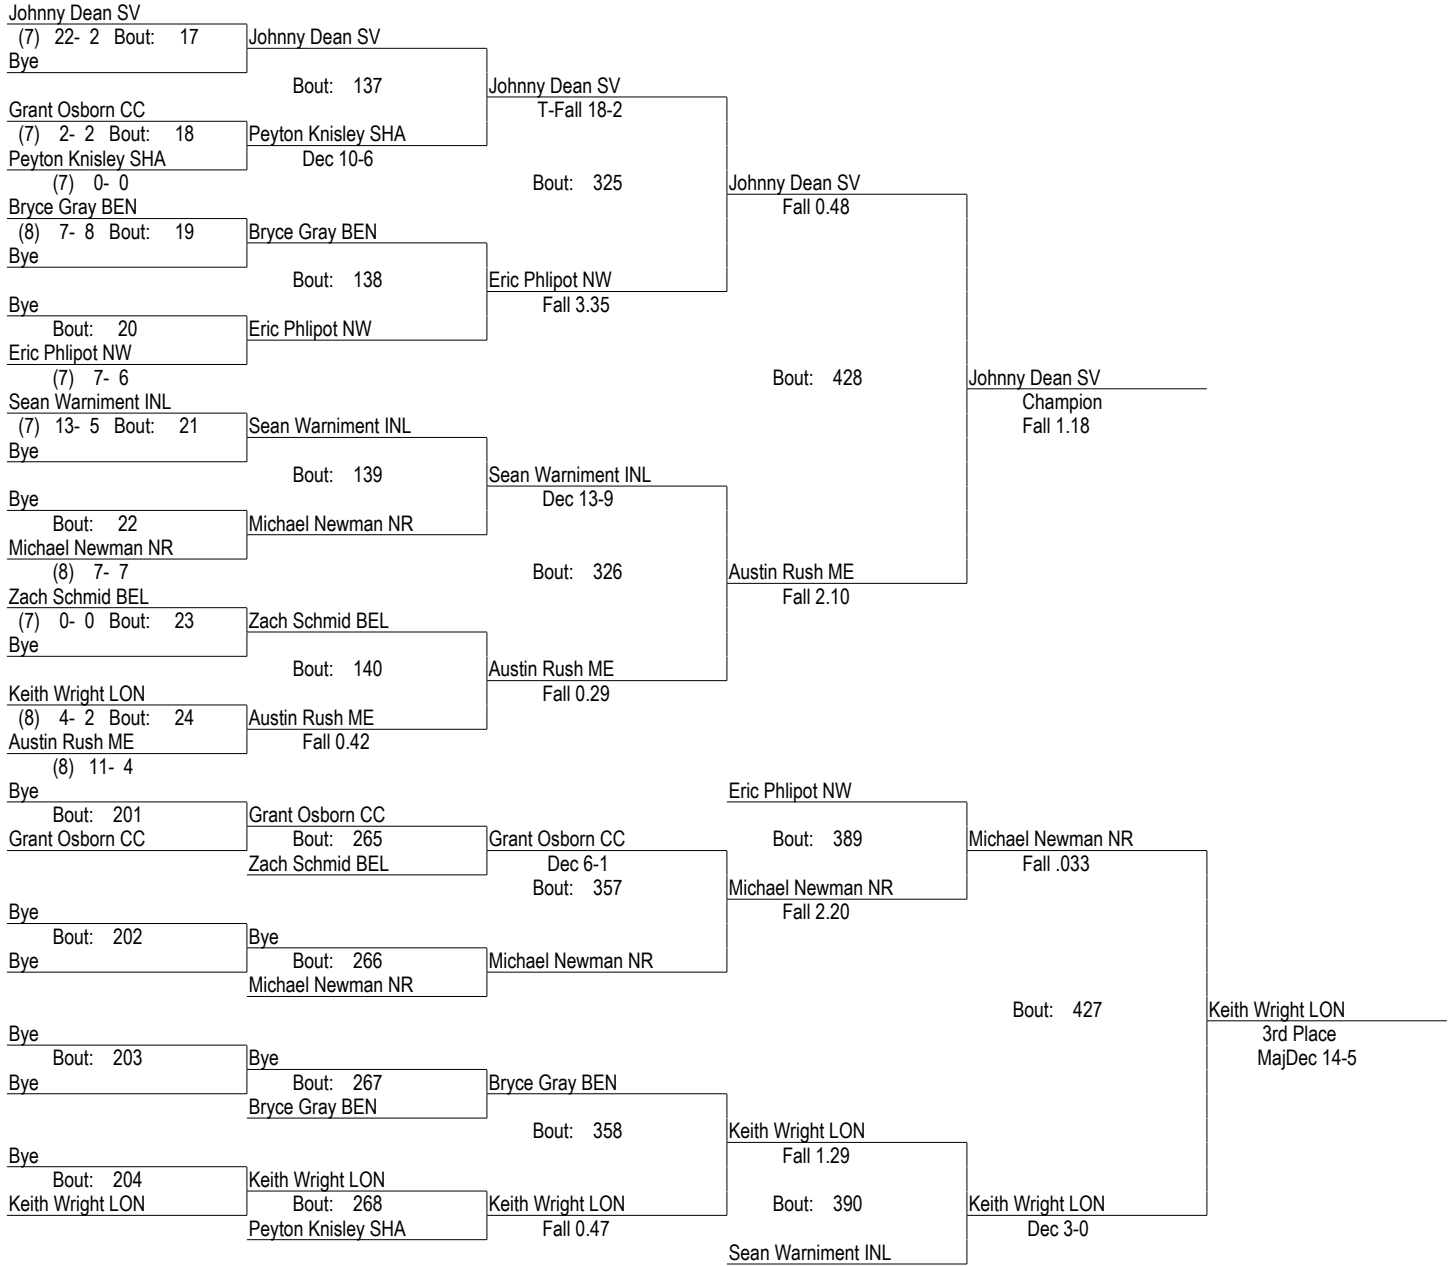 Johnny Dean SV
(7) 22- 2 Bout: 17 Johnny Dean SV
Bye
Bout: 137 Johnny Dean SV
Grant Osborn CC T-Fall 18-2
(7) 2- 2 Bout: 18 Peyton Knisley SHA
Peyton Knisley SHA Dec 10-6
(7) 0- 0 Bout: 325 Johnny Dean SV
Bryce Gray BEN Fall 0.48
(8) 7- 8 Bout: 19 Bryce Gray BEN
Bye
Bout: 138 Eric Phlipot NW
Bye Fall 3.35
Bout: 20 Eric Phlipot NW
Eric Phlipot NW
(7) 7- 6 Bout: 428 Johnny Dean SV
Sean Warniment INL Champion
(7) 13- 5 Bout: 21 Sean Warniment INL Fall 1.18
Bye
Bout: 139 Sean Warniment INL
Bye Dec 13-9
Bout: 22 Michael Newman NR
Michael Newman NR
(8) 7- 7 Bout: 326 Austin Rush ME
Zach Schmid BEL Fall 2.10
(7) 0- 0 Bout: 23 Zach Schmid BEL
Bye
Bout: 140 Austin Rush ME
Keith Wright LON Fall 0.29
(8) 4- 2 Bout: 24 Austin Rush ME
Austin Rush ME Fall 0.42
(8) 11- 4
Bye Eric Phlipot NW
Bout: 201 Grant Osborn CC
Grant Osborn CC Bout: 265 Grant Osborn CC Bout: 389 Michael Newman NR
Zach Schmid BEL Dec 6-1 Fall .033
Bout: 357 Michael Newman NR
Bye Fall 2.20
Bout: 202 Bye
Bye Bout: 266 Michael Newman NR
Michael Newman NR
Bout: 427 Keith Wright LON
Bye 3rd Place
Bout: 203 Bye MajDec 14-5
Bye Bout: 267 Bryce Gray BEN
Bryce Gray BEN
Bout: 358 Keith Wright LON
Bye Fall 1.29
Bout: 204 Keith Wright LON
Keith Wright LON Bout: 268 Keith Wright LON Bout: 390 Keith Wright LON
Peyton Knisley SHA Fall 0.47 Dec 3-0
Sean Warniment INL